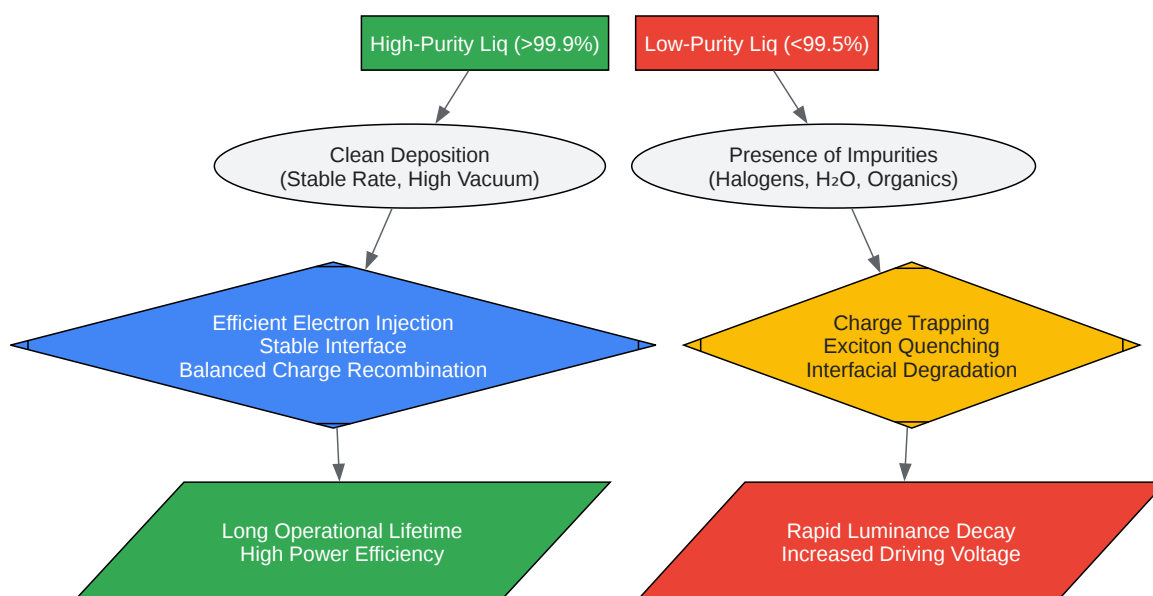 High-Purity Liq (>99.9%)
Low-Purity Liq (<99.5%)
Clean Deposition
(Stable Rate, High Vacuum)
Presence of Impurities
(Halogens, H₂O, Organics)
Efficient Electron Injection
Stable Interface
Balanced Charge Recombination
Charge Trapping
Exciton Quenching
Interfacial Degradation
Long Operational Lifetime
High Power Efficiency
Rapid Luminance Decay
Increased Driving Voltage